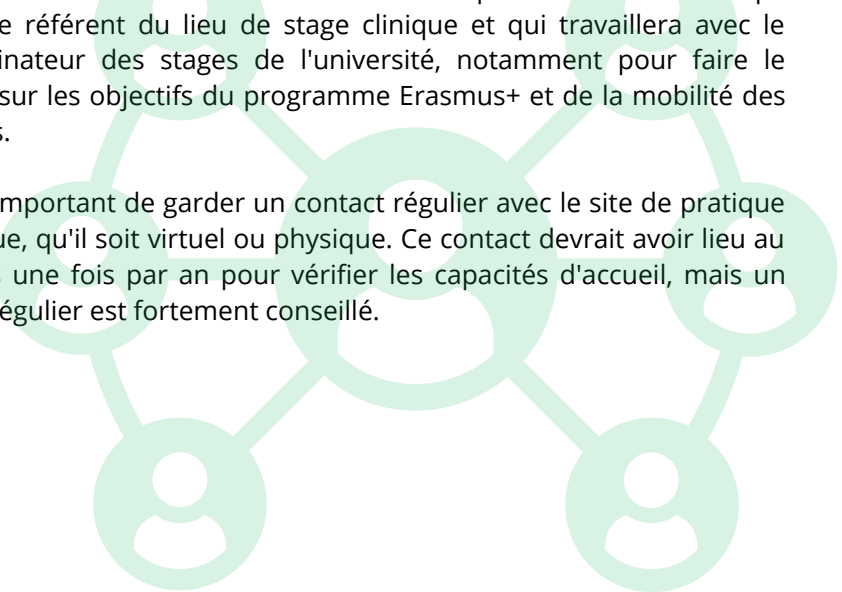 e référent du lieu de stage clinique et qui travaillera avec le
inateur des stages de l'université, notamment pour faire le
sur les objectifs du programme Erasmus+ et de la mobilité des
s.
mportant de garder un contact régulier avec le site de pratique
ue, qu'il soit virtuel ou physique. Ce contact devrait avoir lieu au
s une fois par an pour vérifier les capacités d'accueil, mais un
égulier est fortement conseillé.